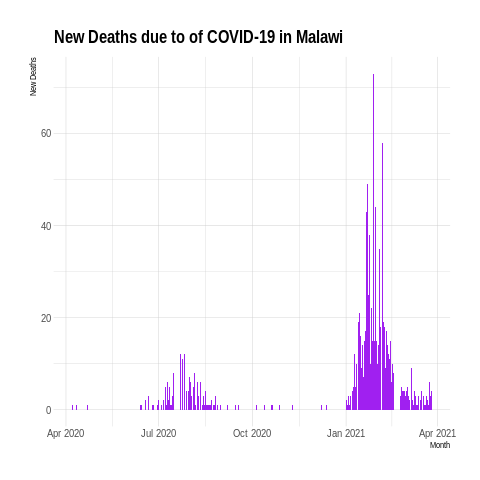 New Deaths due to of COVID-19 in Malawi
New Deaths
60
40
20
0
Apr 2020
Jul 2020
Oct 2020
Jan 2021
Apr 2021
Month